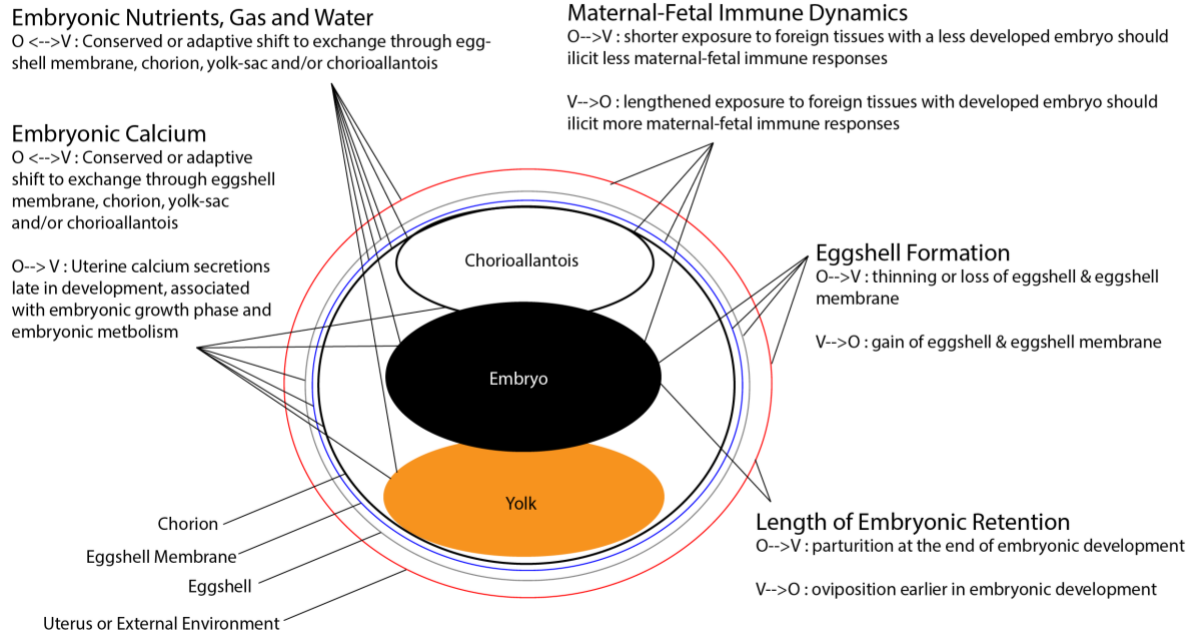 Embryonic Nutrients, Gas and Water
O <-->V : Conserved or adaptive shift to exchange through egg-
shell membrane, chorion, yolk-sac and/or chorioallantois
Maternal-Fetal Immune Dynamics
O-->V : shorter exposure to foreign tissues with a less developed embryo should
ilicit less maternal-fetal immune responses
V-->O : lengthened exposure to foreign tissues with developed embryo should
ilicit more maternal-fetal immune responses
Embryonic Calcium
O <-->V : Conserved or adaptive
shift to exchange through eggshell
membrane, chorion, yolk-sac
and/or chorioallantois
O--> V : Uterine calcium secretions
late in development, associated
with embryonic growth phase and
embryonic metbolism
Chorioallantois
Embryo
Yolk
Eggshell Formation
O-->V : thinning or loss of eggshell & eggshell
membrane
V-->O : gain of eggshell & eggshell membrane
Chorion
Eggshell Membrane
Eggshell
Uterus or External Environment
Length of Embryonic Retention
O-->V : parturition at the end of embryonic development
V-->O : oviposition earlier in embryonic development